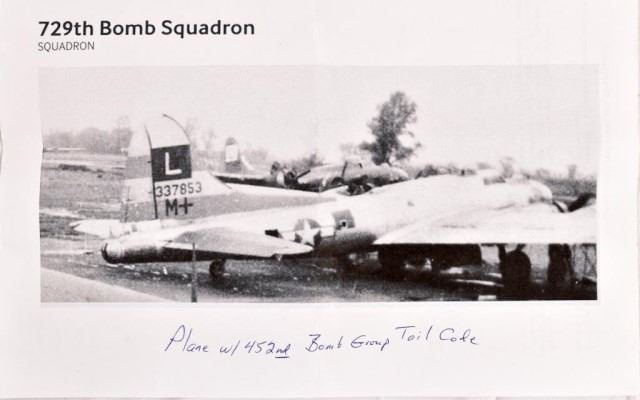 729th Bomb Squadron
SQUADRON
L
337853
M+
Plane w/ 452nd Bomb Group Tail Code